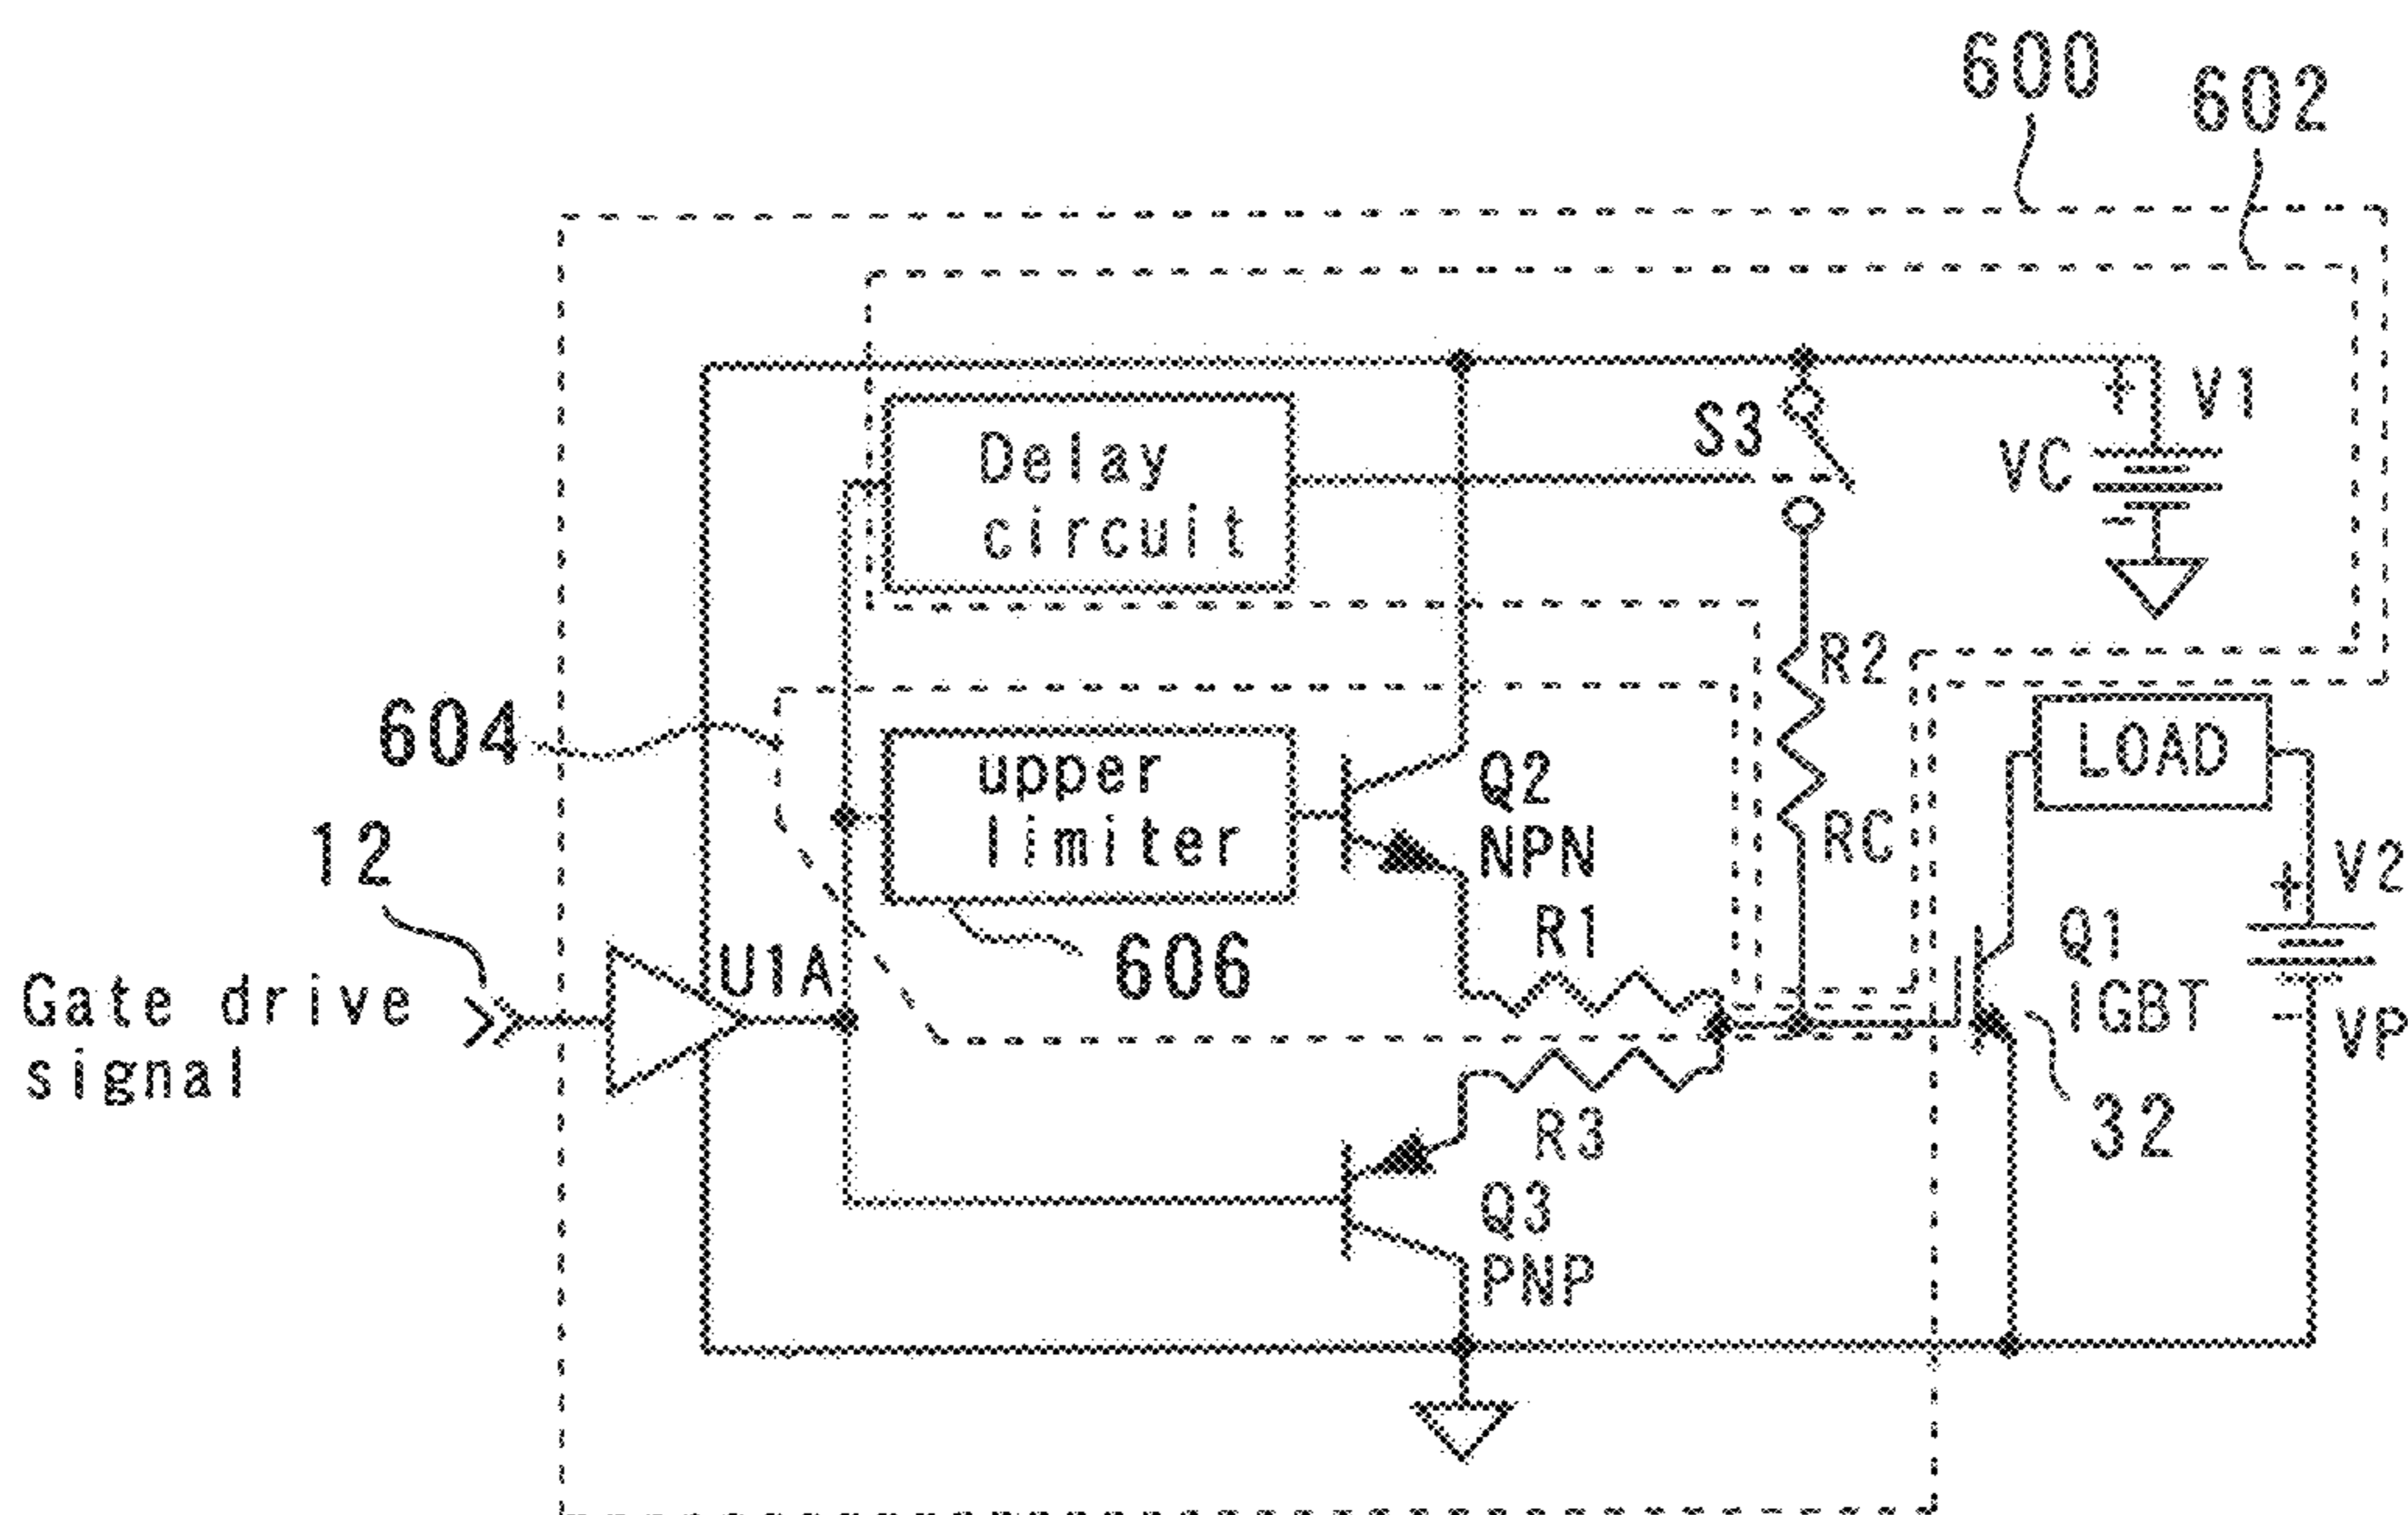 600
602
V1
+
S3
VC
-
Delay
circuit
R2
604
LOAD
upper
limiter
Q2
NPN
RC
12
V2
+
R1
Q1
IGBT
606
U1A
Gate drive
signal
-
VP
32
R3
Q3
PNP